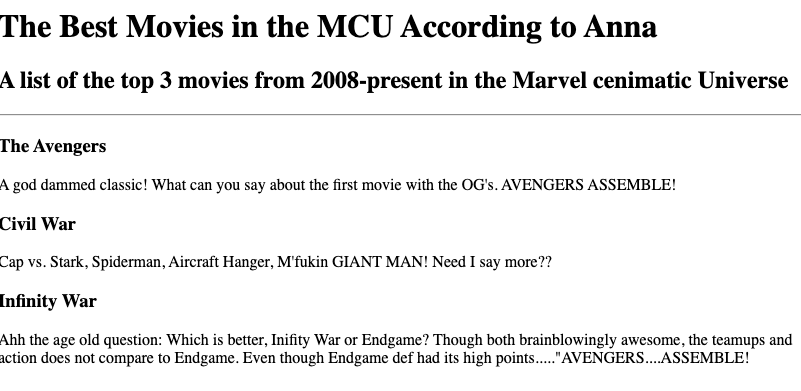 The Best Movies in the MCU According to Anna
A list of the top 3 movies from 2008-present in the Marvel cenimatic Universe
The Avengers
A god dammed classic! What can you say about the first movie with the OG's. AVENGERS ASSEMBLE!
Civil War
Cap vs. Stark, Spiderman, Aircraft Hanger, M'fukin GIANT MAN! Need I say more??
Infinity War
Ahh the age old question: Which is better, Inifity War or Endgame? Though both brainblowingly awesome, the teamups and
action does not compare to Endgame. Even though Endgame def had its high points....."AVENGERS....ASSEMBLE!